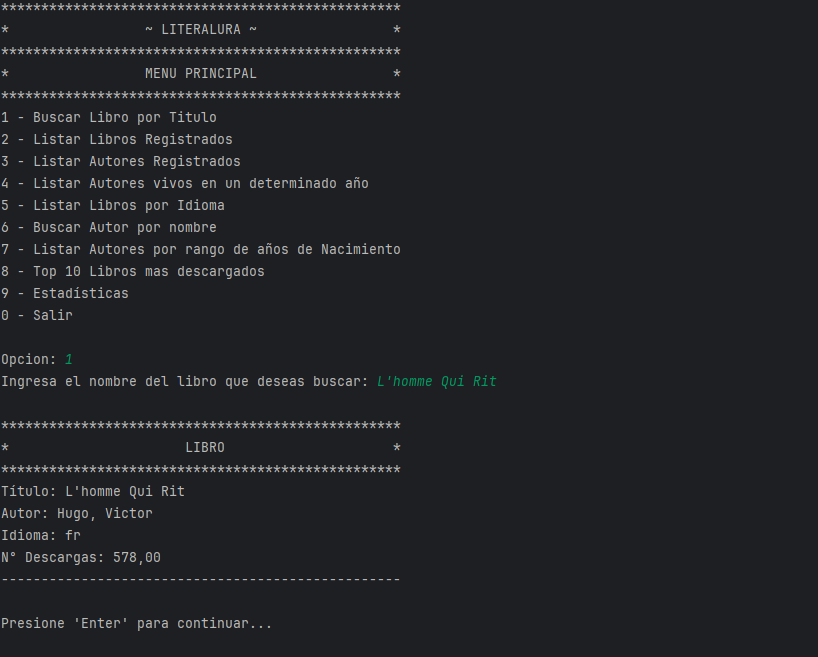 **************************************************
*                 ~ LITERALURA ~                 *
**************************************************
*                 MENU PRINCIPAL                 *
**************************************************
1 - Buscar Libro por Titulo
2 - Listar Libros Registrados
3 - Listar Autores Registrados
4 - Listar Autores vivos en un determinado año
5 - Listar Libros por Idioma
6 - Buscar Autor por nombre
7 - Listar Autores por rango de años de Nacimiento
8 - Top 10 Libros mas descargados
9 - Estadísticas
0 - Salir
Opcion: 1
Ingresa el nombre del libro que deseas buscar: L'homme Qui Rit
**************************************************
*                      LIBRO                     *
**************************************************
Titulo: L'homme Qui Rit
Autor: Hugo, Victor
Idioma: fr
N° Descargas: 578,00
--------------------------------------------------
Presione 'Enter' para continuar...